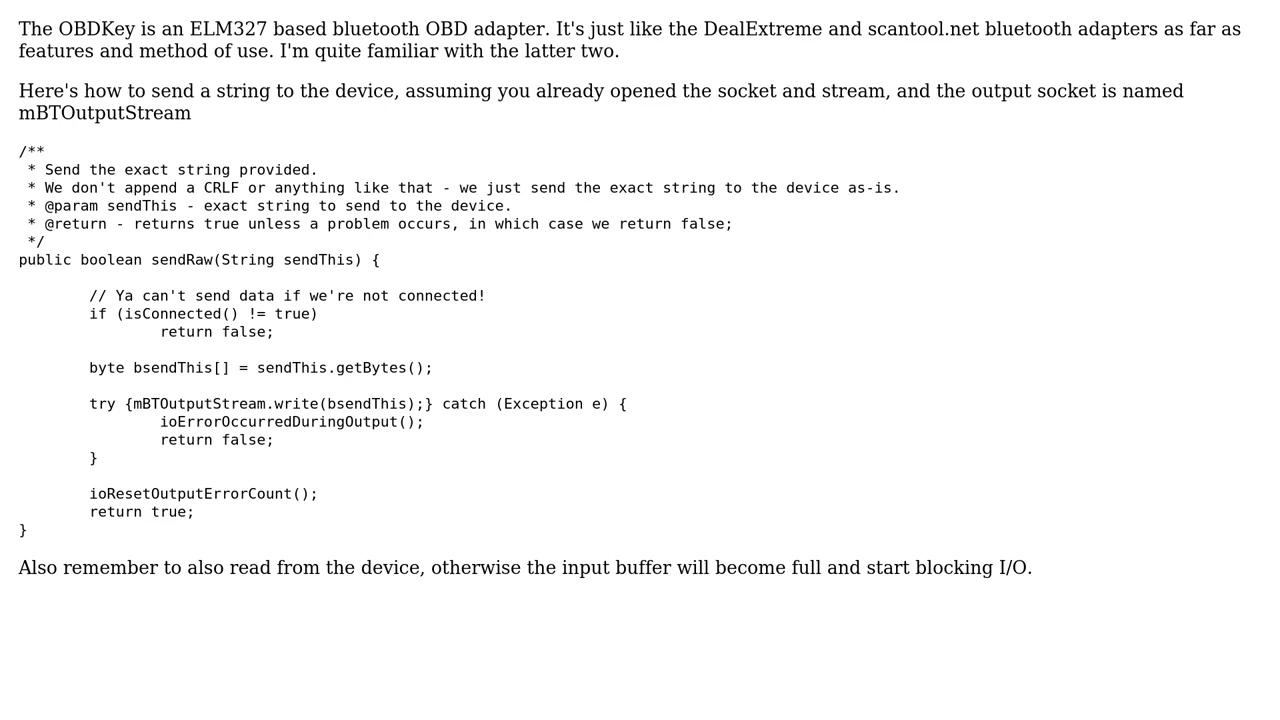 The OBDKey is an ELM327 based bluetooth OBD adapter. It's just like the DealExtreme and scantool.net bluetooth adapters as far as
features and method of use. I'm quite familiar with the latter two.
Here's how to send a string to the device, assuming you already opened the socket and stream, and the output socket is named
mBTOutputStream
/**
 * Send the exact string provided.
 * We don't append a CRLF or anything like that - we just send the exact string to the device as-is.
 * @param sendThis - exact string to send to the device.
 * @return - returns true unless a problem occurs, in which case we return false;
 */
public boolean sendRaw(String sendThis) {
        // Ya can't send data if we're not connected!
        if (isConnected() != true)
                return false;
        byte bsendThis[] = sendThis.getBytes();
        try {mBTOutputStream.write(bsendThis);} catch (Exception e) {
                ioErrorOccurredDuringOutput();
                return false;
        }
        ioResetOutputErrorCount();
        return true;
}
Also remember to also read from the device, otherwise the input buffer will become full and start blocking I/O.